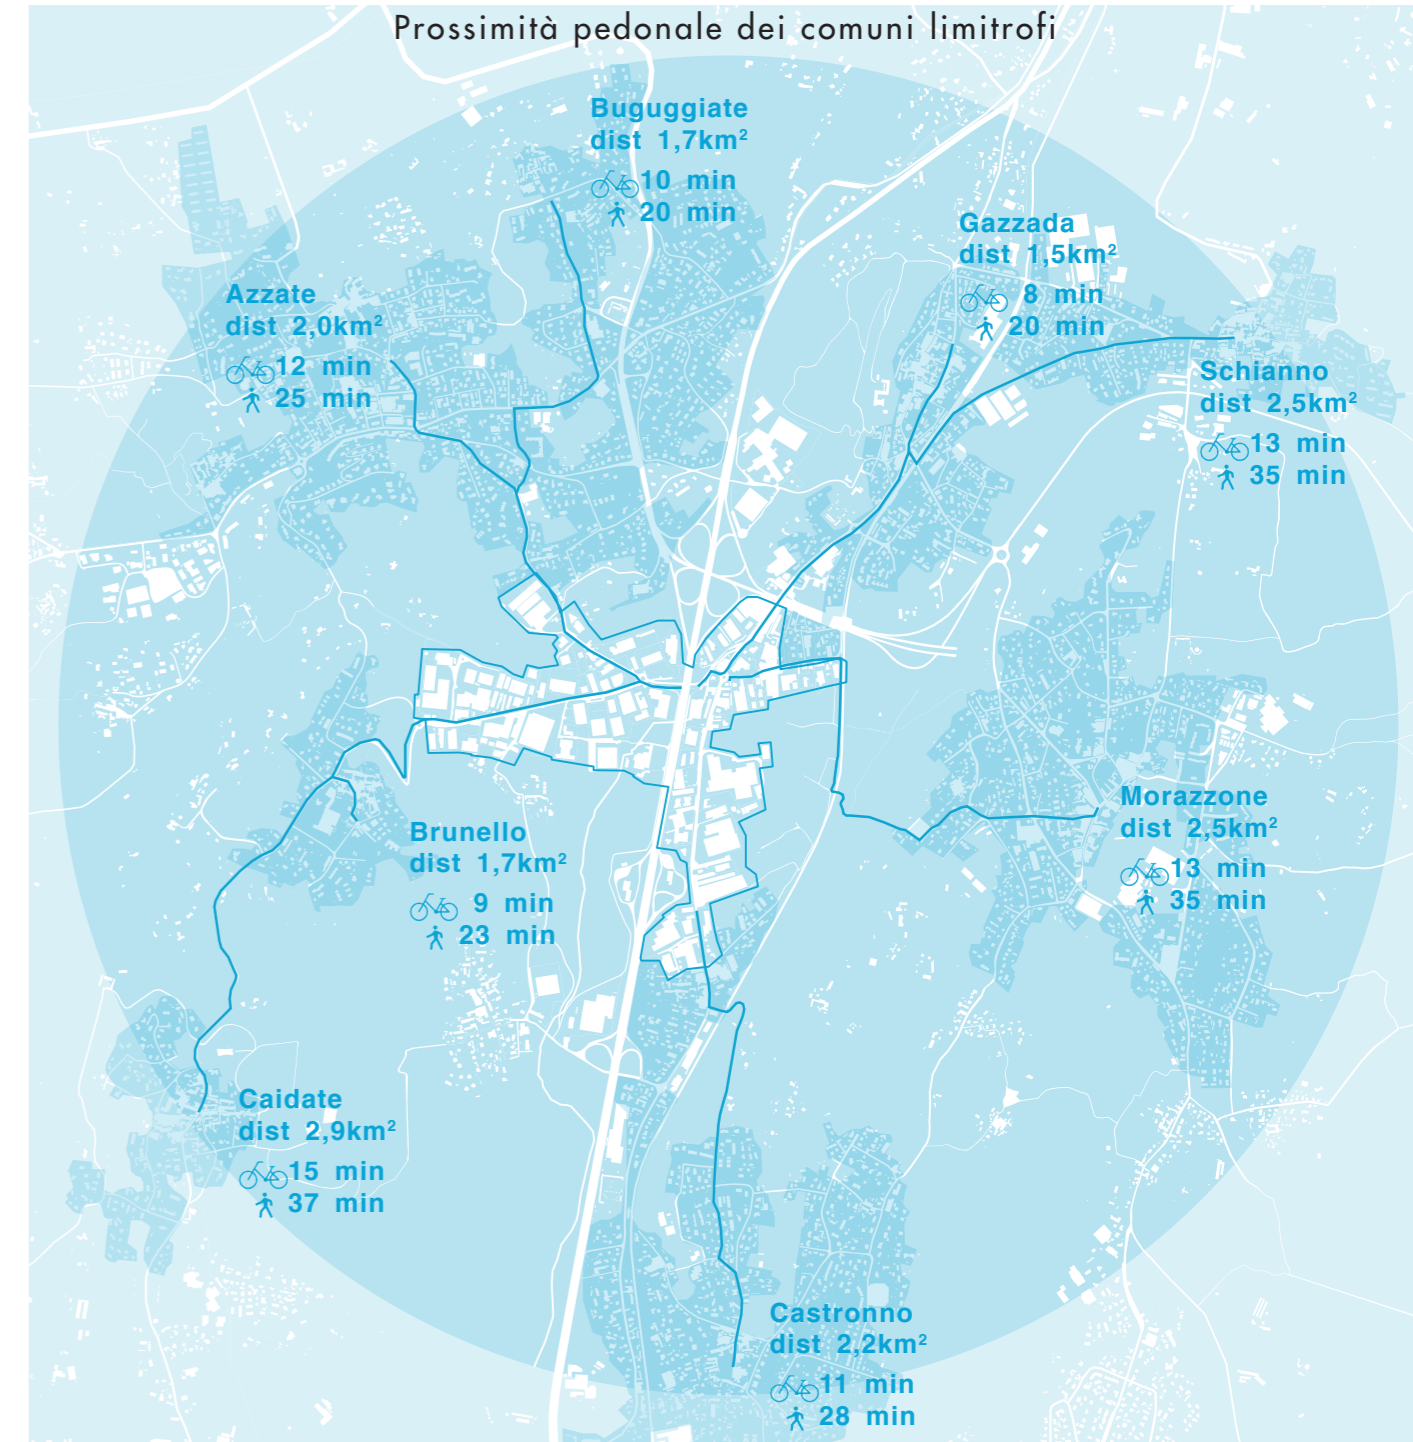 Prossimità pedonale dei comuni limitrofi
Buguggiate
dist 1,7km²
10 min
20 min
Gazzada
dist 1,5km²
8 min
20 min
Azzate
dist 2,0km²
12 min
25 min
Schianno
dist 2,5km²
13 min
35 min
Morazzone
dist 2,5km²
13 min
35 min
Brunello
dist 1,7km²
9 min
23 min
Caidate
dist 2,9km²
15 min
37 min
Castronno
dist 2,2km²
11 min
28 min